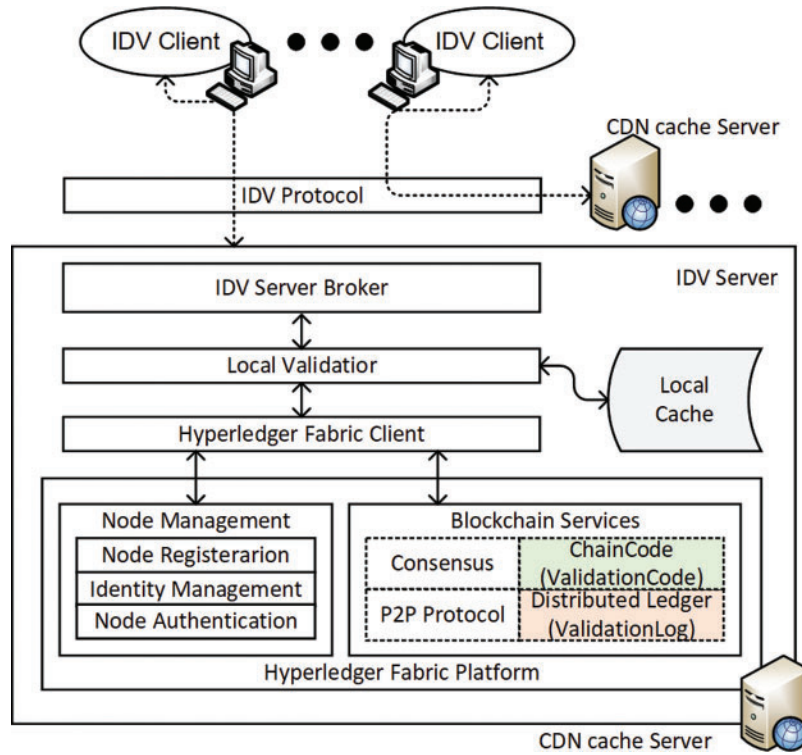 IDV Client
IDV Client
CDN cache Server
IDV Protocol
IDV Server
IDV Server Broker
Local Validatior
Local
Cache
Hyperledger Fabric Client
Node Management
Node Registerarion
Identity Management
Node Authentication
Blockchain Services
Consensus
ChainCode
(ValidationCode)
P2P Protocol
Distributed Ledger
(ValidationLog)
Hyperledger Fabric Platform
CDN cache Server